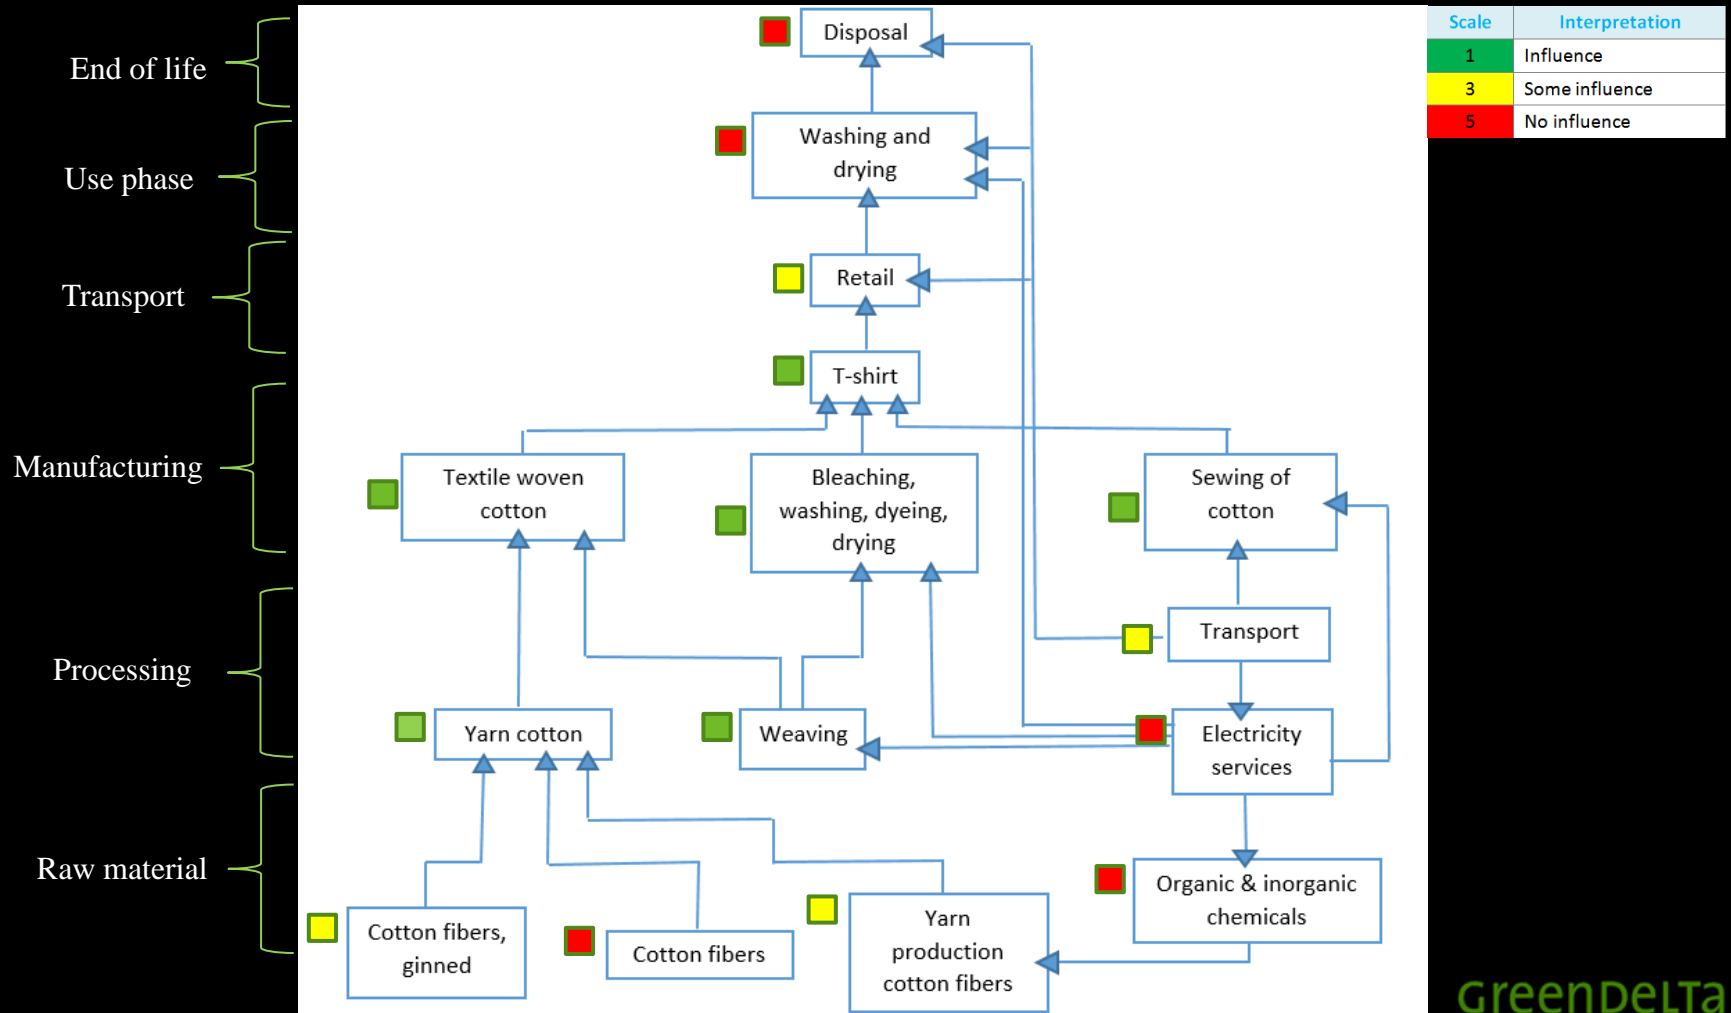 End of life
Use phase
Transport
Manufacturing
Processing
Raw material
Disposal
Washing and
drying
Retail
T-shirt
Textile woven
cotton
Bleaching,
washing, dyeing,
drying
Sewing of
cotton
Transport
Yarn cotton
Weaving
Electricity
services
Organic & inorganic
chemicals
Cotton fibers,
ginned
Cotton fibers
Yarn
production
cotton fibers
Scale Interpretation
1 Influence
3 Some influence
5 No influence
GreenDeLTa